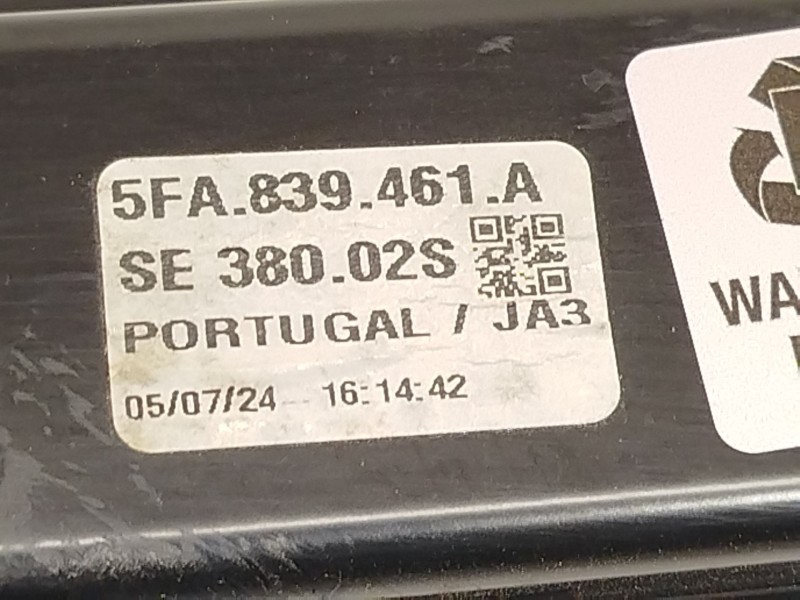 5FA.839.461.A
SE 380.02S
PORTUGAL / JA3
05/07/24 16:14:42